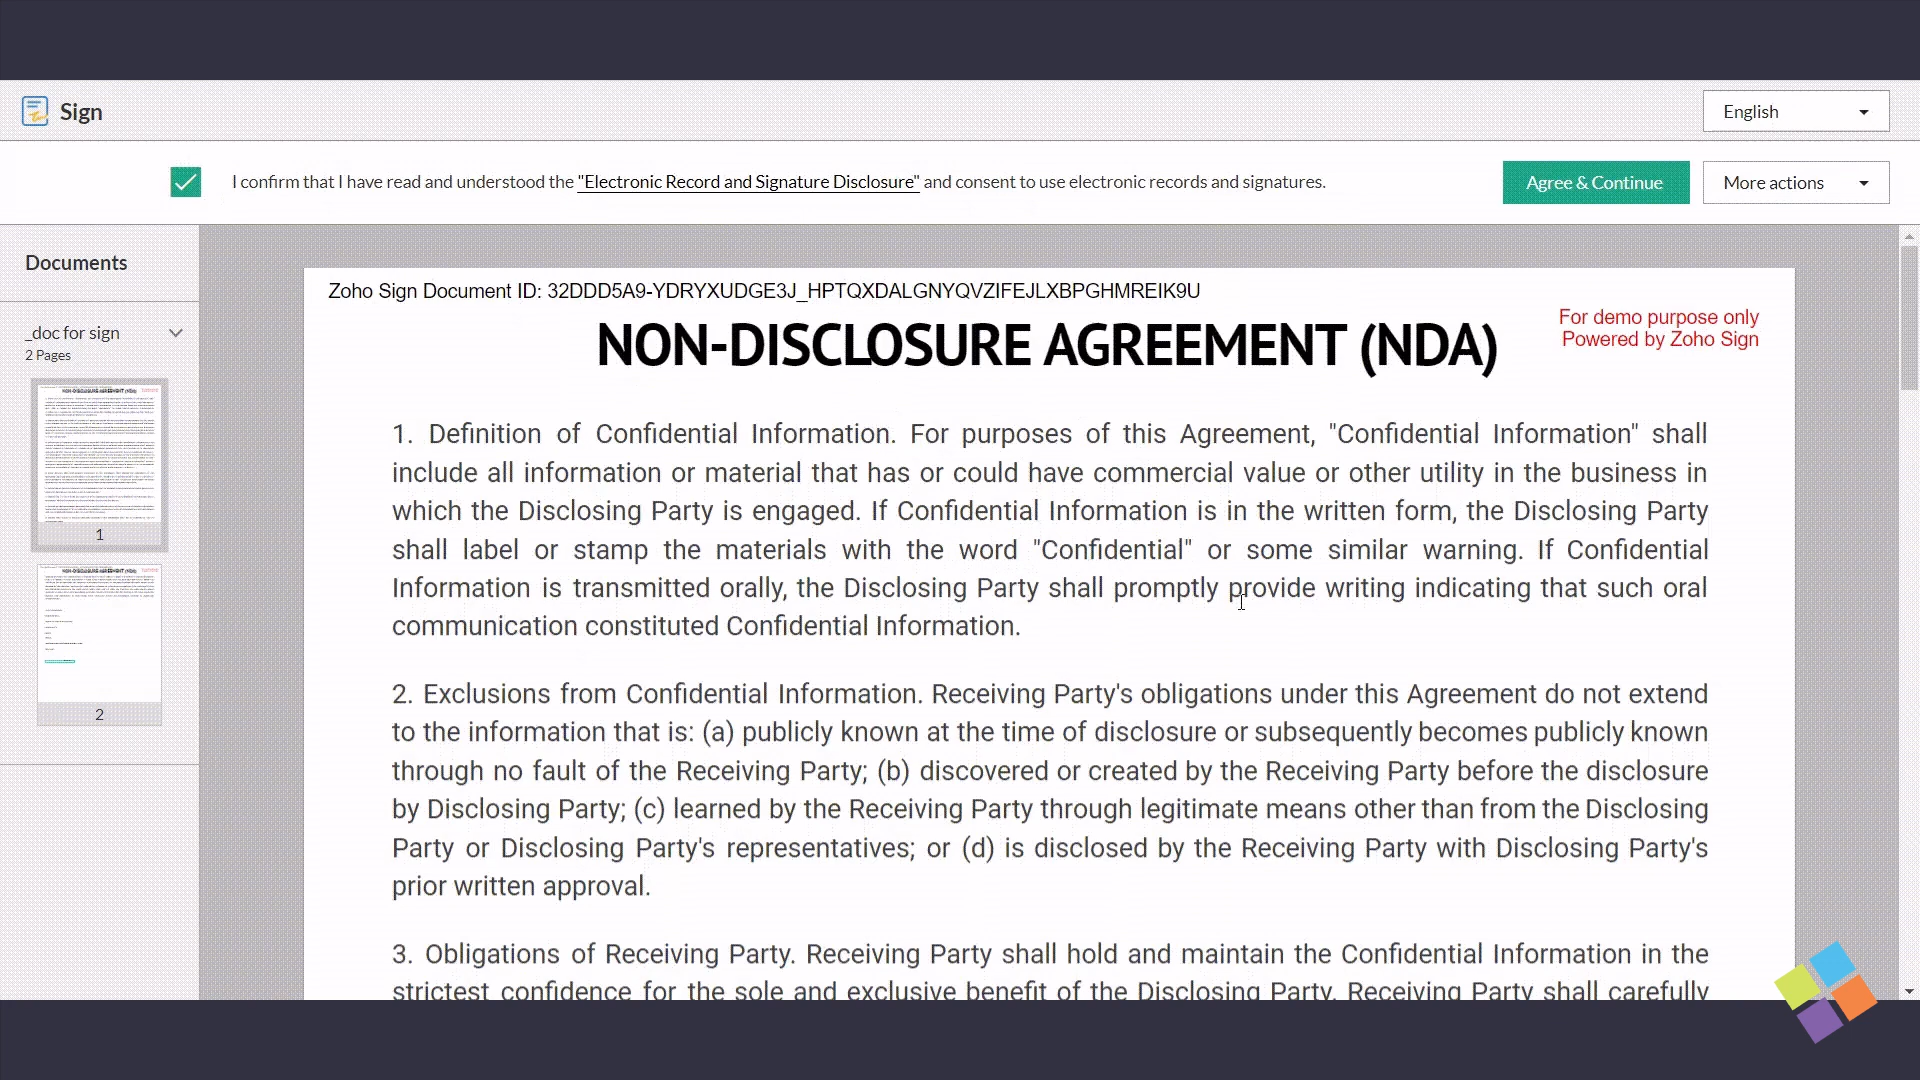 Sign
English
I confirm that I have read and understood the "Electronic Record and Signature Disclosure" and consent to use electronic records and signatures.
Agree & Continue
More actions
Documents
_doc for sign
2 Pages
1
2
Zoho Sign Document ID: 32DDD5A9-YDRYXUDGE3J_HPTQXDALGNYQVZIFEJLXBPGHMREIK9U
For demo purpose only
Powered by Zoho Sign
NON-DISCLOSURE AGREEMENT (NDA)
1. Definition of Confidential Information. For purposes of this Agreement, "Confidential Information" shall
include all information or material that has or could have commercial value or other utility in the business in
which the Disclosing Party is engaged. If Confidential Information is in the written form, the Disclosing Party
shall label or stamp the materials with the word "Confidential" or some similar warning. If Confidential
Information is transmitted orally, the Disclosing Party shall promptly provide writing indicating that such oral
communication constituted Confidential Information.
2. Exclusions from Confidential Information. Receiving Party's obligations under this Agreement do not extend
to the information that is: (a) publicly known at the time of disclosure or subsequently becomes publicly known
through no fault of the Receiving Party; (b) discovered or created by the Receiving Party before the disclosure
by Disclosing Party; (c) learned by the Receiving Party through legitimate means other than from the Disclosing
Party or Disclosing Party's representatives; or (d) is disclosed by the Receiving Party with Disclosing Party's
prior written approval.
3. Obligations of Receiving Party. Receiving Party shall hold and maintain the Confidential Information in the
strictest confidence for the sole and exclusive benefit of the Disclosing Party. Receiving Party shall carefully